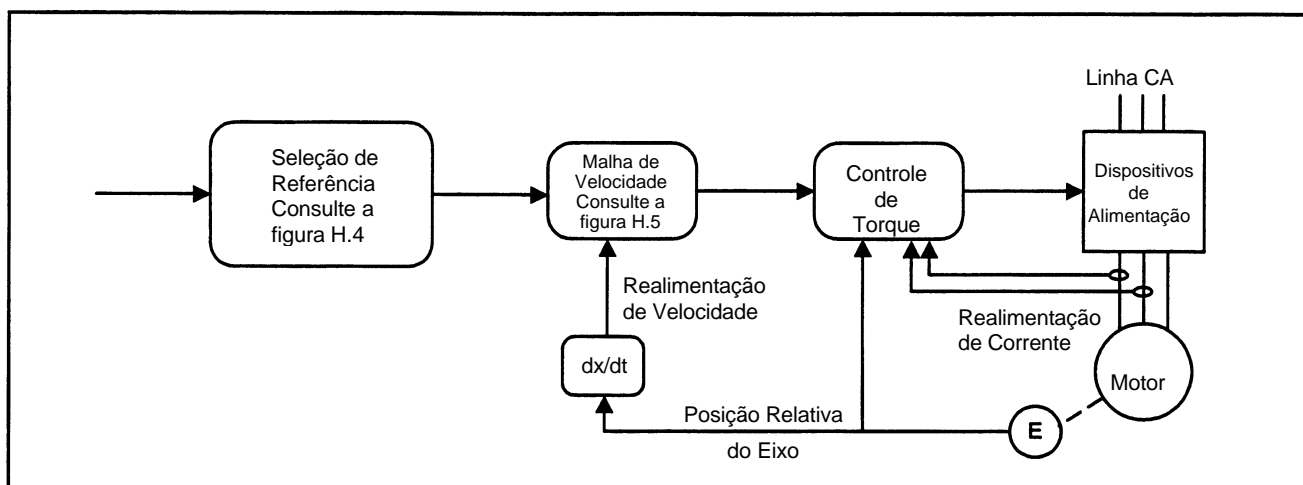 Linha CA
Seleção de
Referência
Consulte a
figura H.4
Malha de
Velocidade
Consulte a
figura H.5
Controle
de
Torque
Dispositivos
de
Alimentação
Realimentação
de Velocidade
Realimentação
de Corrente
dx/dt
Motor
Posição Relativa
do Eixo
E